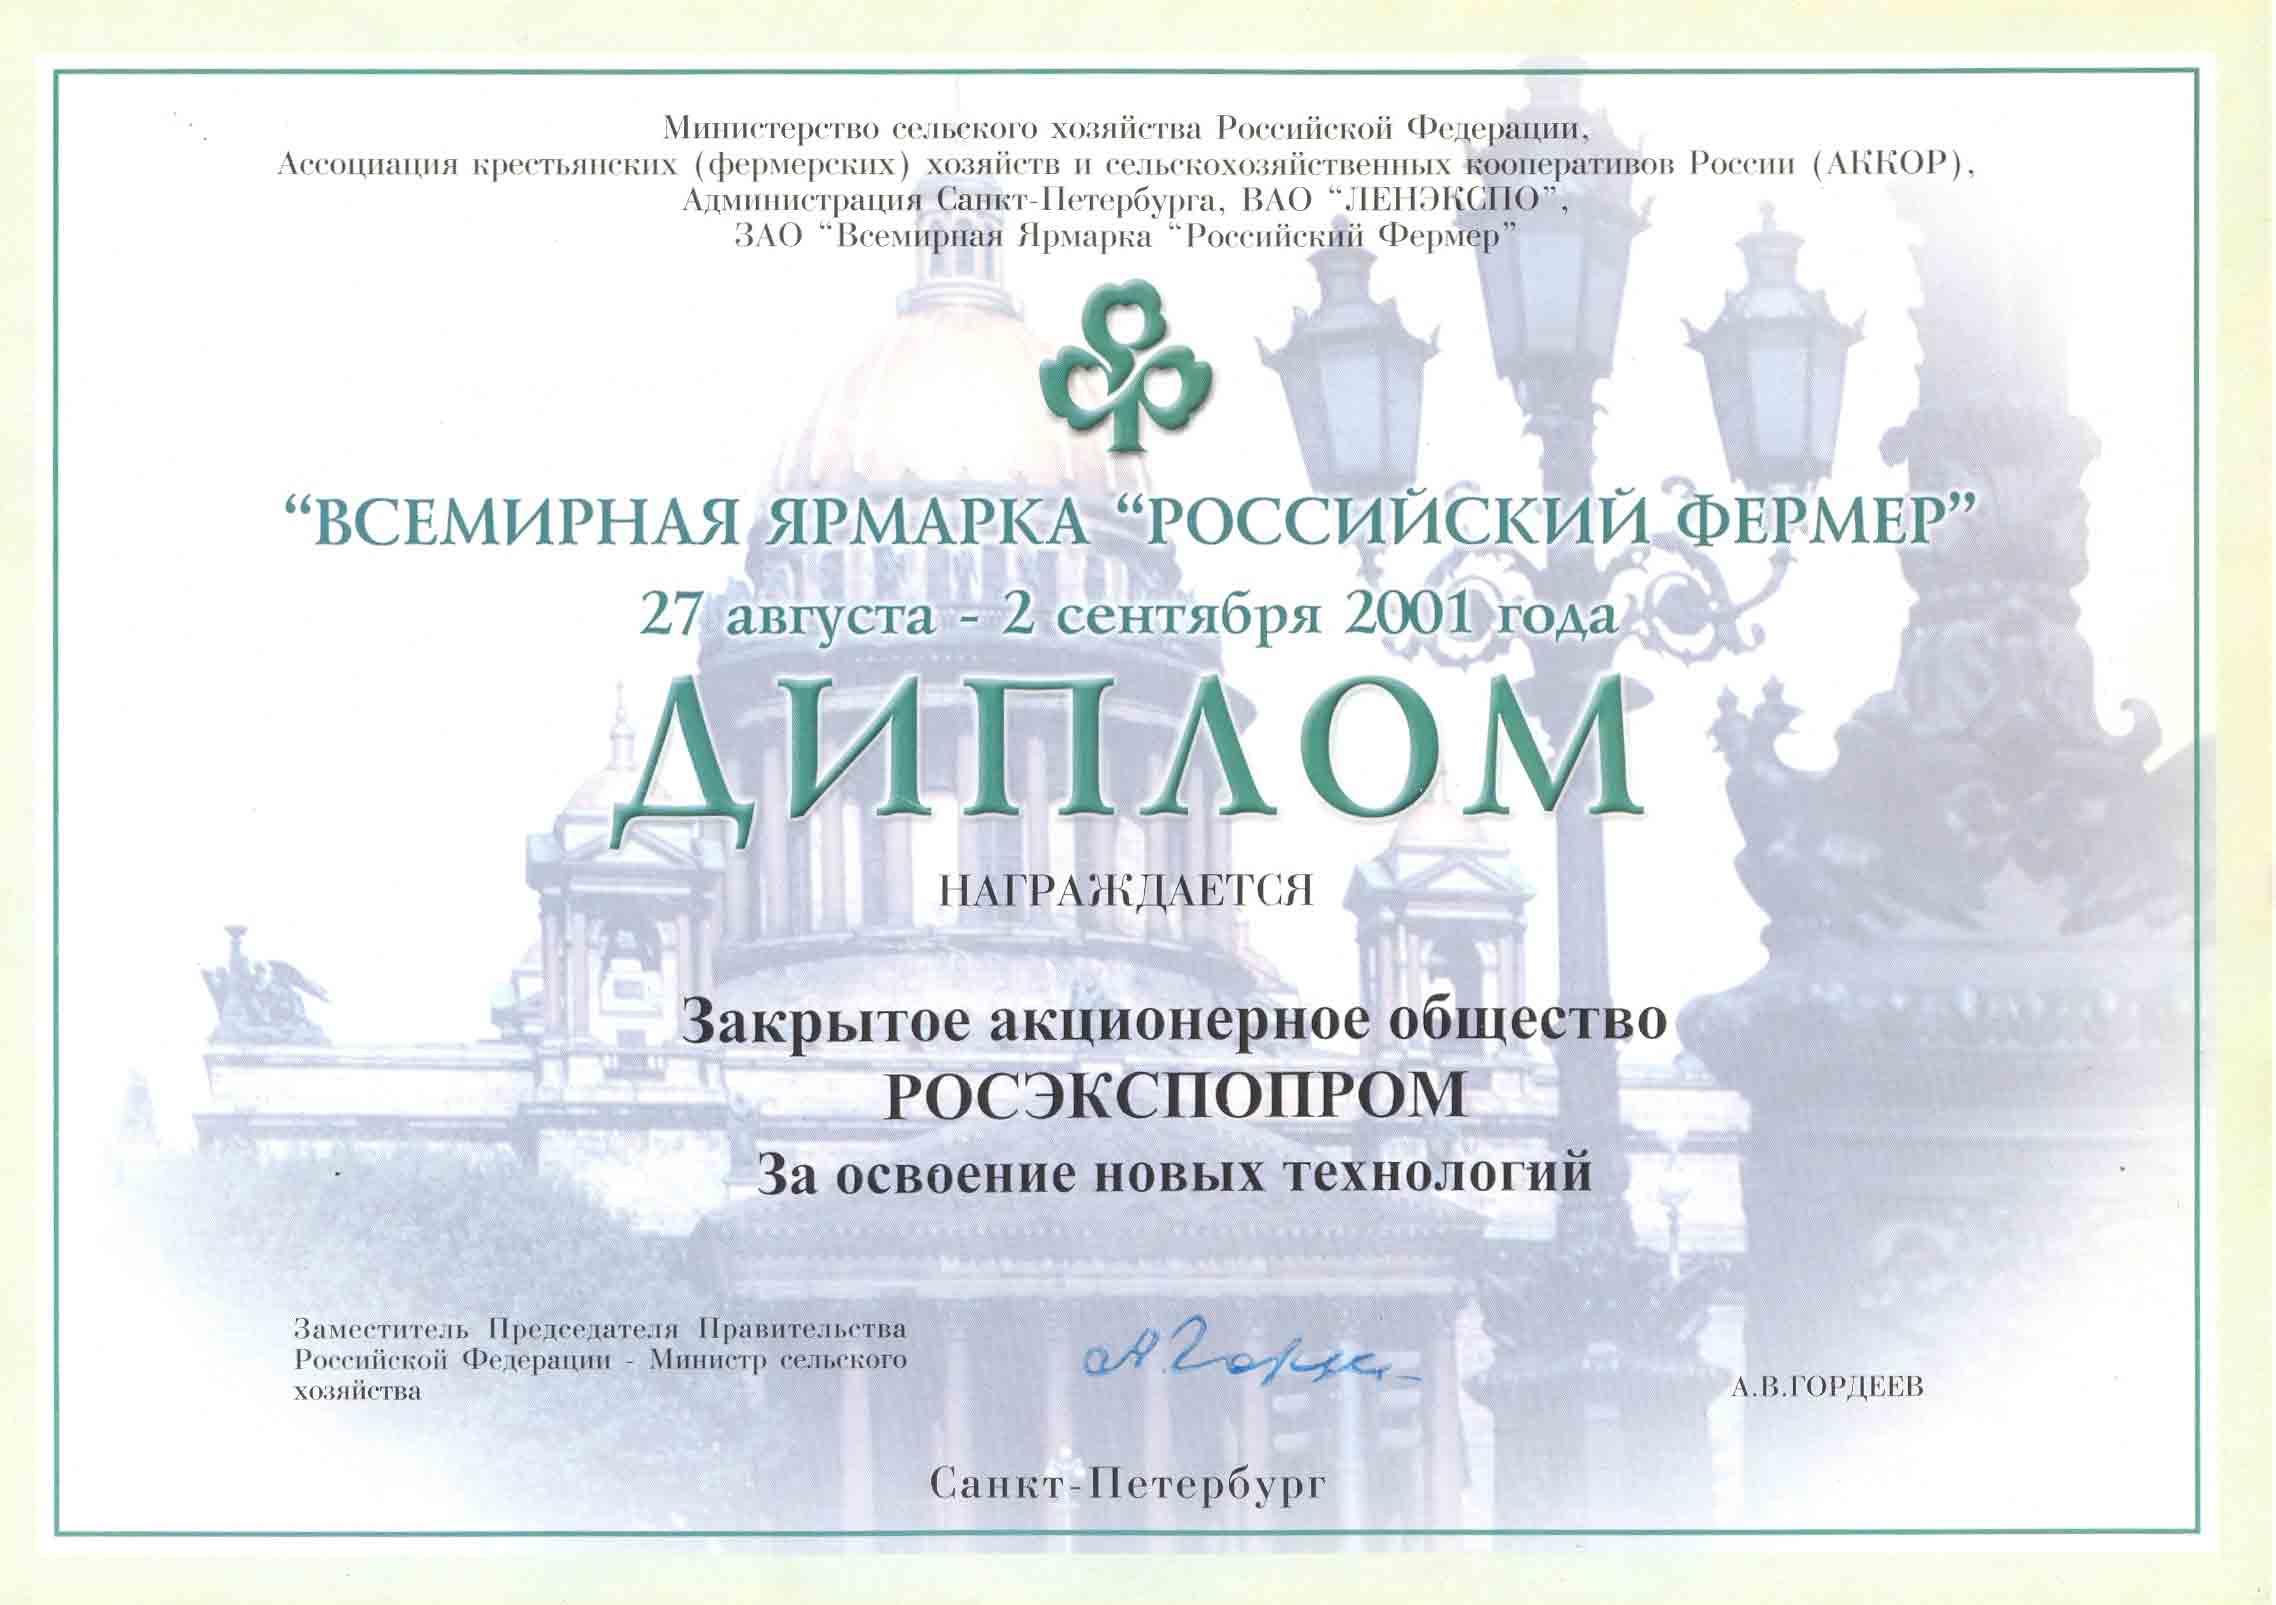 Министерство сельского хозяйства Российской Федерации,
Ассоциация крестьянских (фермерских) хозяйств и сельскохозяйственных кооперативов России (АККОР),
Администрация Санкт-Петербурга, ВАО “ЛЕНЭКСПО”,
ЗАО “Всемирная Ярмарка “Российский Фермер”
“ВСЕМИРНАЯ ЯРМАРКА “РОССИЙСКИЙ ФЕРМЕР”
27 августа - 2 сентября 2001 года
ДИПЛОМ
НАГРАЖДАЕТСЯ
Закрытое акционерное общество
РОСЭКСПОПРОМ
За освоение новых технологий
Заместитель Председателя Правительства
Российской Федерации - Министр сельского
хозяйства
А.В.ГОРДЕЕВ
Санкт-Петербург